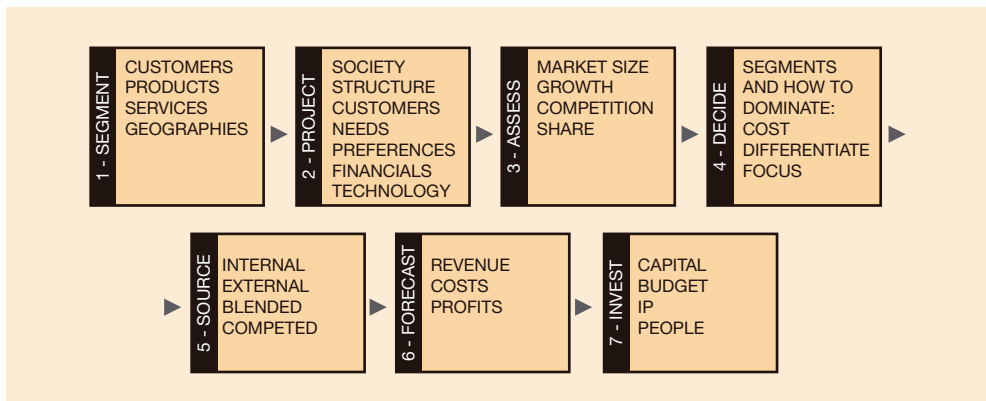 1 - SEGMENT
CUSTOMERS
PRODUCTS
SERVICES
GEOGRAPHIES
2 - PROJECT
SOCIETY
STRUCTURE
CUSTOMERS
NEEDS
PREFERENCES
FINANCIALS
TECHNOLOGY
3 - ASSESS
MARKET SIZE
GROWTH
COMPETITION
SHARE
4 - DECIDE
SEGMENTS
AND HOW TO
DOMINATE:
COST
DIFFERENTIATE
FOCUS
5 - SOURCE
INTERNAL
EXTERNAL
BLENDED
COMPETED
6 - FORECAST
REVENUE
COSTS
PROFITS
7 - INVEST
CAPITAL
BUDGET
IP
PEOPLE